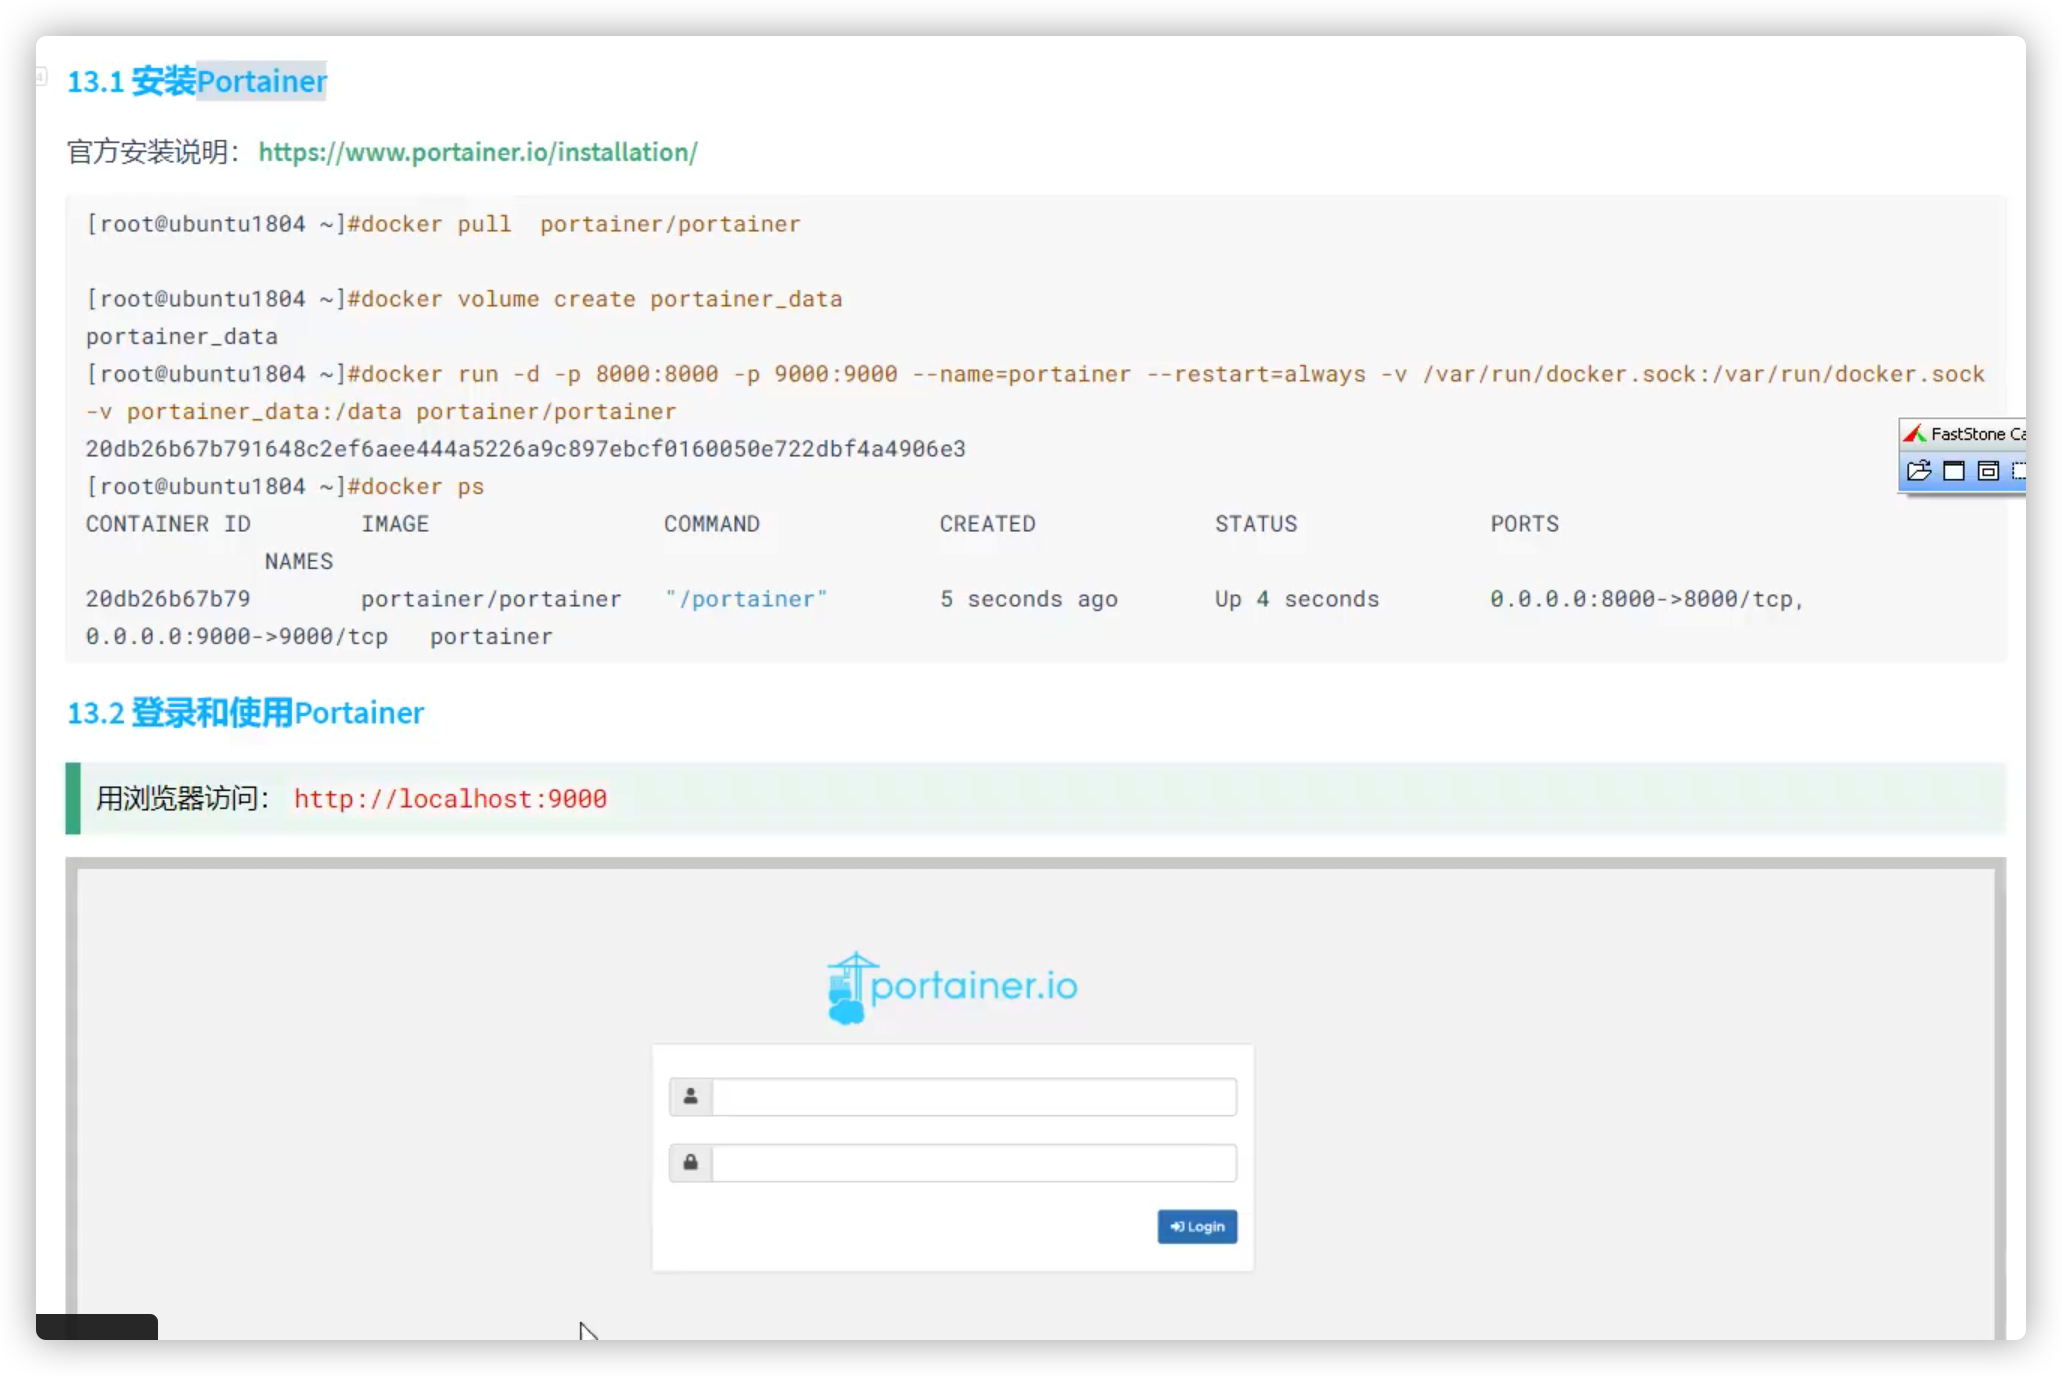 13.1 安装Portainer
官方安装说明： https://www.portainer.io/installation/
[root@ubuntu1804 ~]#docker pull  portainer/portainer
[root@ubuntu1804 ~]#docker volume create portainer_data
portainer_data
[root@ubuntu1804 ~]#docker run -d -p 8000:8000 -p 9000:9000 --name=portainer --restart=always -v /var/run/docker.sock:/var/run/docker.sock
-v portainer_data:/data portainer/portainer
20db26b67b791648c2ef6aee444a5226a9c897ebcf0160050e722dbf4a4906e3
[root@ubuntu1804 ~]#docker ps
CONTAINER ID        IMAGE                 COMMAND             CREATED             STATUS              PORTS
NAMES
20db26b67b79        portainer/portainer   "/portainer"        5 seconds ago       Up 4 seconds        0.0.0.0:8000->8000/tcp,
0.0.0.0:9000->9000/tcp   portainer
FastStone Ca
13.2 登录和使用Portainer
用浏览器访问： http://localhost:9000
portainer.io
Login